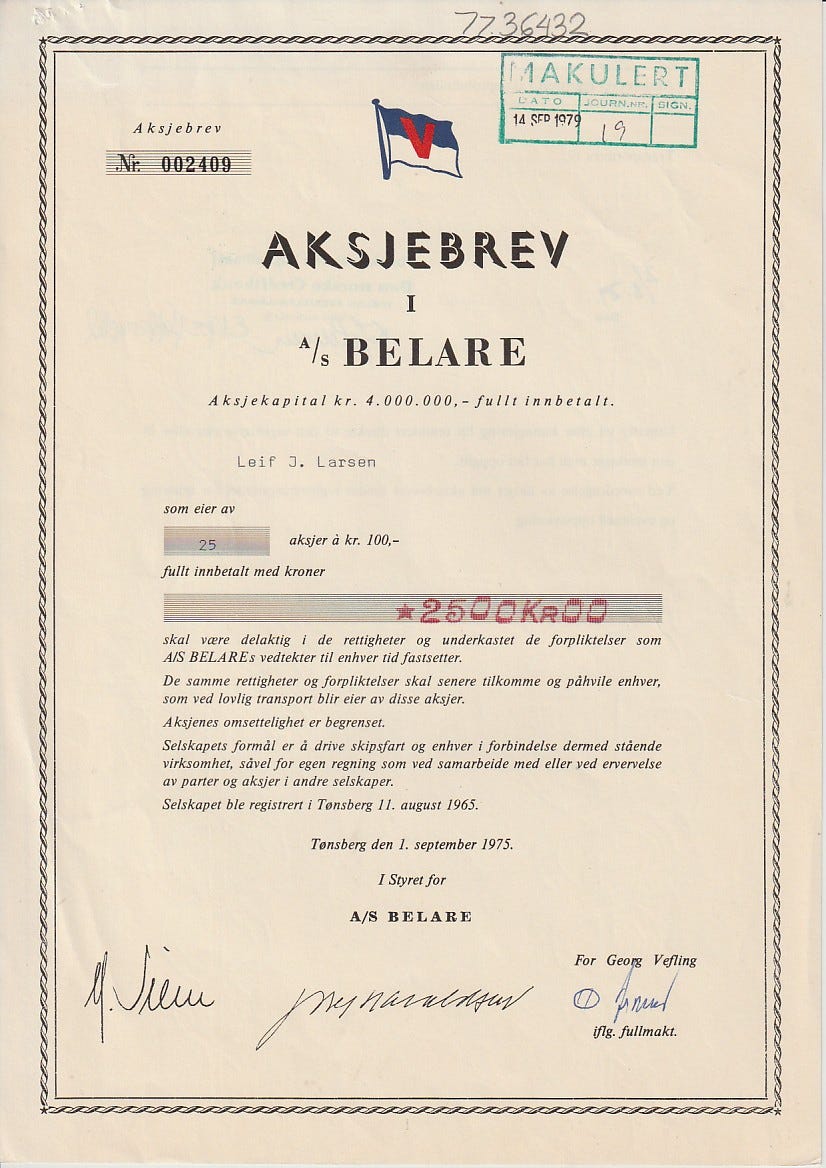 77.36432
MAKULERT
DATO JOURN.NR. SIGN.
14 SEP 1979 19
Aksjebrev
Nr. 002409
V
AKSJEBREV
I
A/S BELARE
Aksjekapital kr. 4.000.000,- fullt innbetalt.
Leif J. Larsen
som eier av
25 aksjer à kr. 100,-
fullt innbetalt med kroner
*2500KR00
skal være delaktig i de rettigheter og underkastet de forpliktelser som
A/S BELAREs vedtekter til enhver tid fastsetter.
De samme rettigheter og forpliktelser skal senere tilkomme og påhvile enhver,
som ved lovlig transport blir eier av disse aksjer.
Aksjenes omsettelighet er begrenset.
Selskapets formål er å drive skipsfart og enhver i forbindelse dermed stående
virksomhet, såvel for egen regning som ved samarbeide med eller ved ervervelse
av parter og aksjer i andre selskaper.
Selskapet ble registrert i Tønsberg 11. august 1965.
Tønsberg den 1. september 1975.
I Styret for
A/S BELARE
For Georg Vefling
iflg. fullmakt.